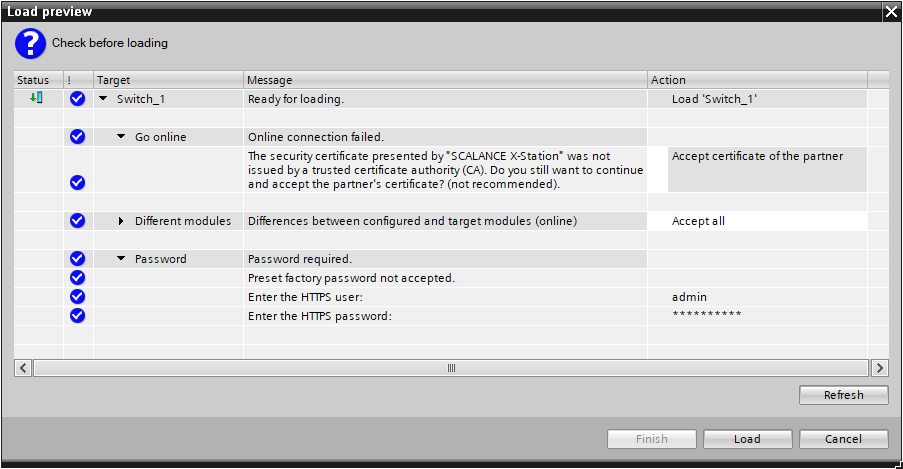 Load preview
Check before loading
Status ! Target Message Action
Switch_1 Ready for loading. Load 'Switch_1'
Go online Online connection failed.
The security certificate presented by "SCALANCE X-Station" was not Accept certificate of the partner
issued by a trusted certificate authority (CA). Do you still want to continue
and accept the partner's certificate? (not recommended).
Different modules Differences between configured and target modules (online) Accept all
Password Password required.
Preset factory password not accepted.
Enter the HTTPS user: admin
Enter the HTTPS password: **********
Refresh
Finish Load Cancel